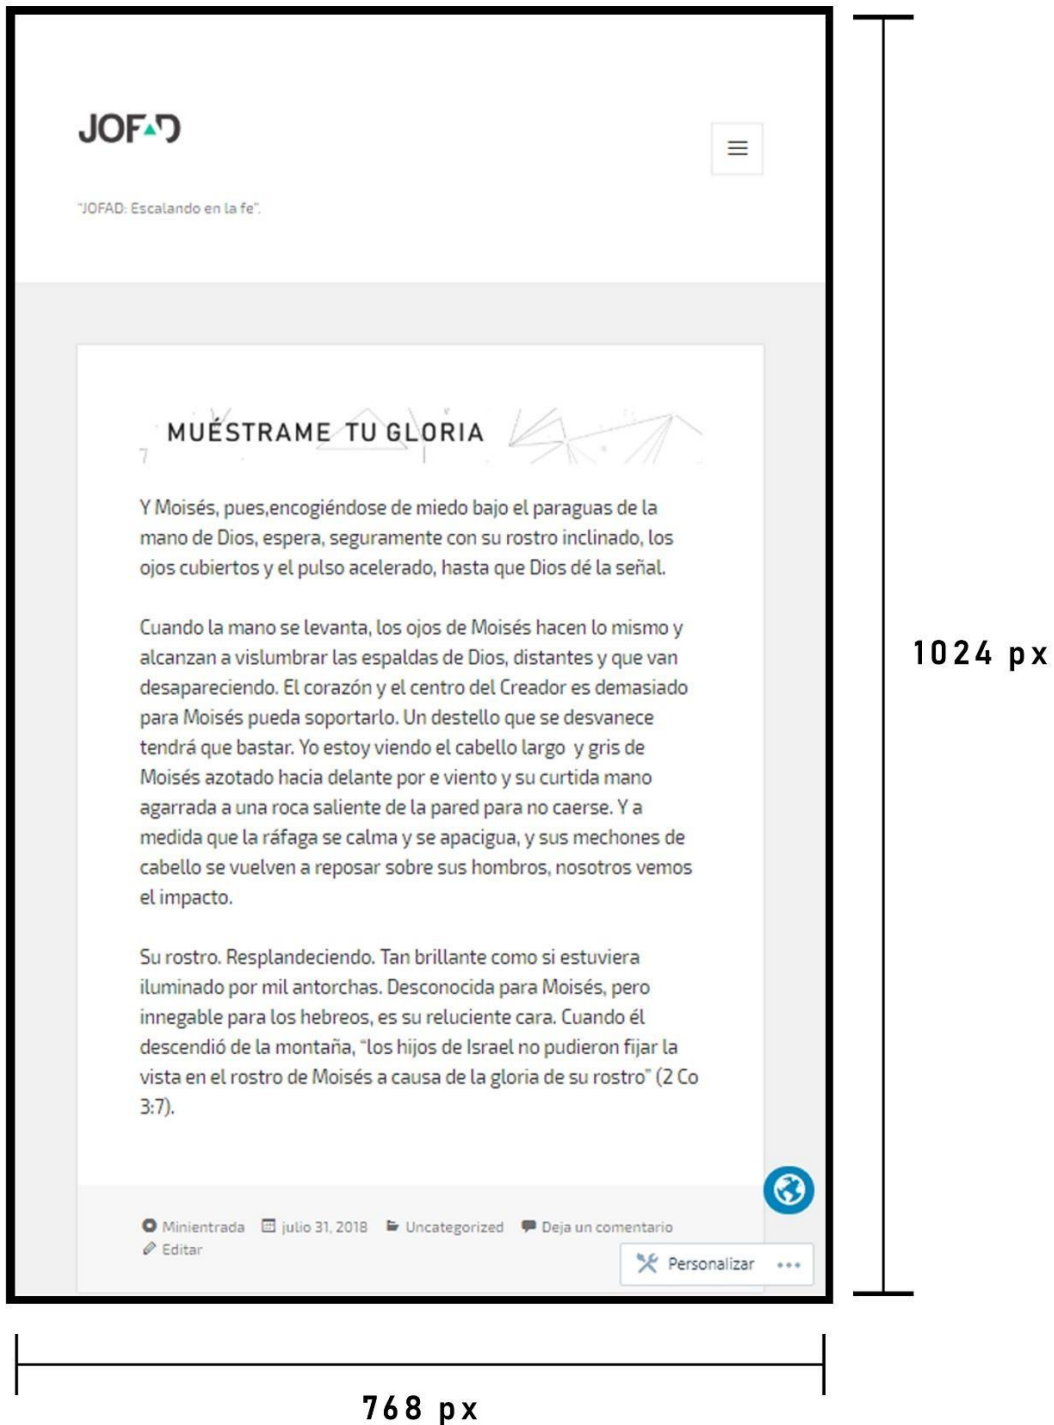 JOFAD
"JOFAD: Escalando en la fe".
MUÉSTRAME TU GLORIA
Y Moisés, pues,encogiéndose de miedo bajo el paraguas de la
mano de Dios, espera, seguramente con su rostro inclinado, los
ojos cubiertos y el pulso acelerado, hasta que Dios dé la señal.
Cuando la mano se levanta, los ojos de Moisés hacen lo mismo y
alcanzan a vislumbrar las espaldas de Dios, distantes y que van
desapareciendo. El corazón y el centro del Creador es demasiado
para Moisés pueda soportarlo. Un destello que se desvanece
tendrá que bastar. Yo estoy viendo el cabello largo  y gris de
Moisés azotado hacia delante por e viento y su curtida mano
agarrada a una roca saliente de la pared para no caerse. Y a
medida que la ráfaga se calma y se apacigua, y sus mechones de
cabello se vuelven a reposar sobre sus hombros, nosotros vemos
el impacto.
Su rostro. Resplandeciendo. Tan brillante como si estuviera
iluminado por mil antorchas. Desconocida para Moisés, pero
innegable para los hebreos, es su reluciente cara. Cuando él
descendió de la montaña, “los hijos de Israel no pudieron fijar la
vista en el rostro de Moisés a causa de la gloria de su rostro” (2 Co
3:7).
Minientrada julio 31, 2018 Uncategorized Deja un comentario
Editar
Personalizar ...
1024 px
768 px